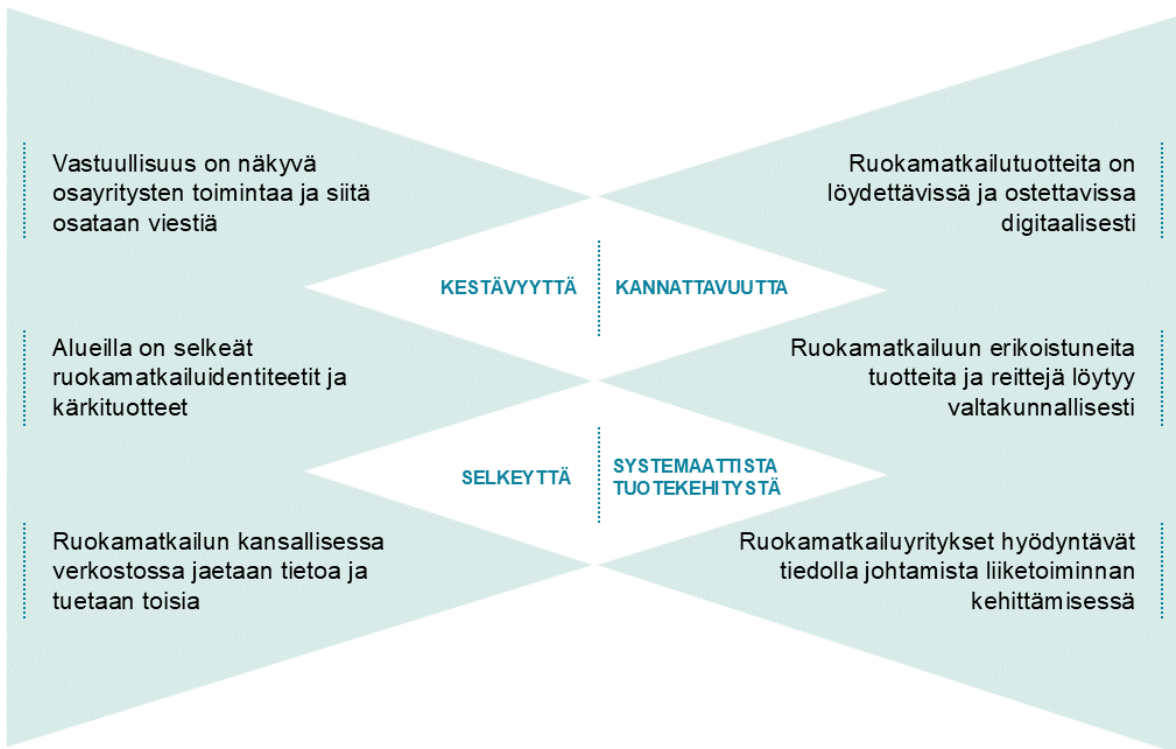 Vastuullisuus on näkyvä
osayritysten toimintaa ja siitä
osataan viestiä
Ruokamatkailutuotteita on
löydettävissä ja ostettavissa
digitaalisesti
KESTÄVYYTTÄ
KANNATTAVUUTTA
Alueilla on selkeät
ruokamatkailuidentiteetit ja
kärkituotteet
Ruokamatkailuun erikoistuneita
tuotteita ja reittejä löytyy
valtakunnallisesti
SELKEYTTÄ
SYSTEMAATTISTA
TUOTEKEHITYSTÄ
Ruokamatkailun kansallisessa
verkostossa jaetaan tietoa ja
tuetaan toisia
Ruokamatkailuyritykset hyödyntävät
tiedolla johtamista liiketoiminnan
kehittämisessä